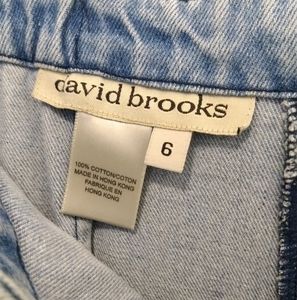 david brooks
6
100% COTTON/COTON
MADE IN HONG KONG
FABRIQUE EN
HONG KONG